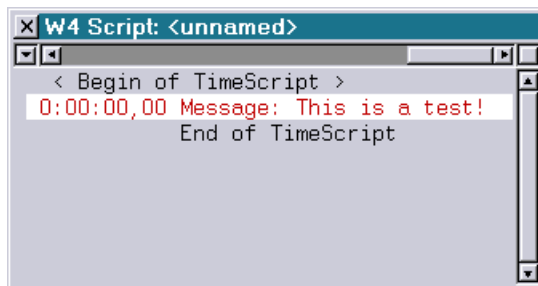 W4 Script: <unnamed>
< Begin of TimeScript >
0:00:00,00 Message: This is a test!
End of TimeScript